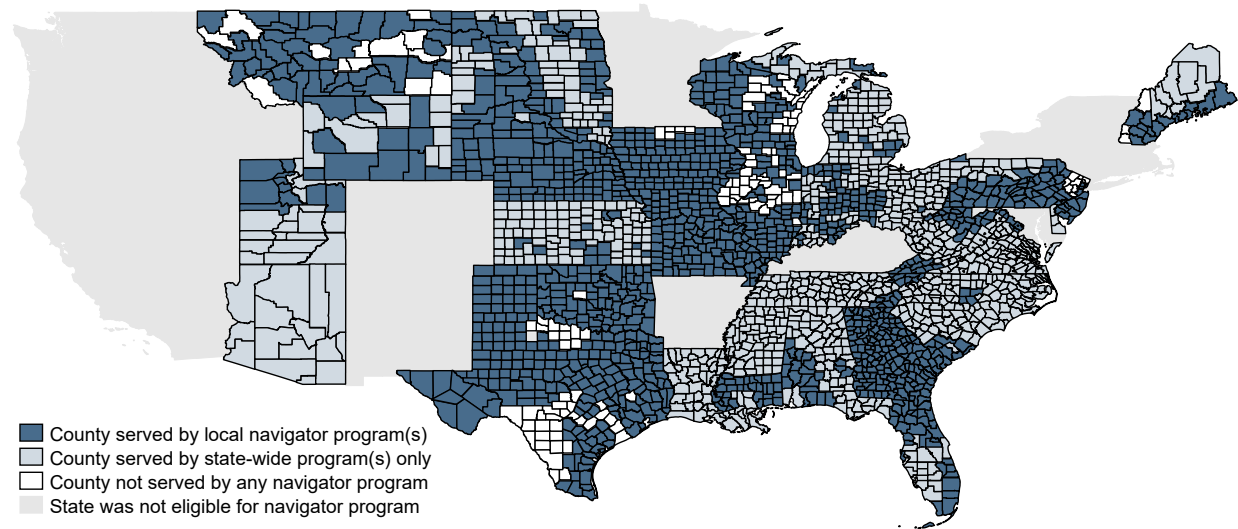 County served by local navigator program(s)
County served by state-wide program(s) only
County not served by any navigator program
State was not eligible for navigator program